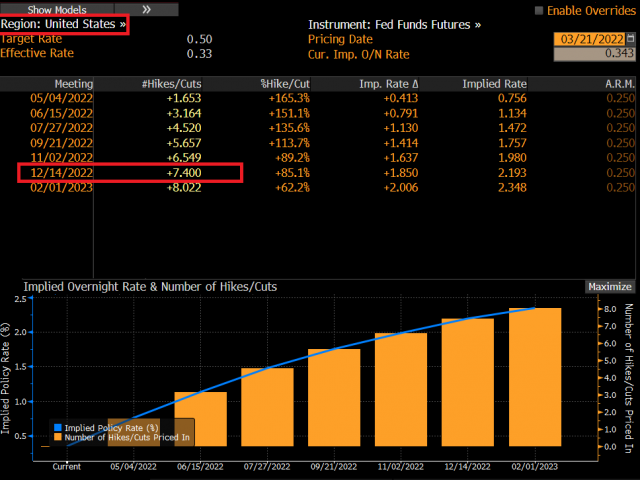 Show Models »
Enable Overrides
Region: United States » Instrument: Fed Funds Futures »
Target Rate 0.50 Pricing Date 03/21/2022
Effective Rate 0.33 Cur. Imp. O/N Rate 0.343
Meeting #Hikes/Cuts %Hike/Cut Imp. Rate Δ Implied Rate A.R.M.
05/04/2022 +1.653 +165.3% +0.413 0.756 0.250
06/15/2022 +3.164 +151.1% +0.791 1.134 0.250
07/27/2022 +4.520 +135.6% +1.130 1.472 0.250
09/21/2022 +5.657 +113.7% +1.414 1.757 0.250
11/02/2022 +6.549 +89.2% +1.637 1.980 0.250
12/14/2022 +7.400 +85.1% +1.850 2.193 0.250
02/01/2023 +8.022 +62.2% +2.006 2.348 0.250
Implied Overnight Rate & Number of Hikes/Cuts
Maximize
Implied Policy Rate (%)
2.5
2.0
1.5
1.0
0.5
Implied Policy Rate (%)
Number of Hikes/Cuts Priced In
8.0
7.0
6.0
5.0
4.0
3.0
2.0
1.0
0.0
Number of Hikes/Cuts Priced In
Current 05/04/2022 06/15/2022 07/27/2022 09/21/2022 11/02/2022 12/14/2022 02/01/2023